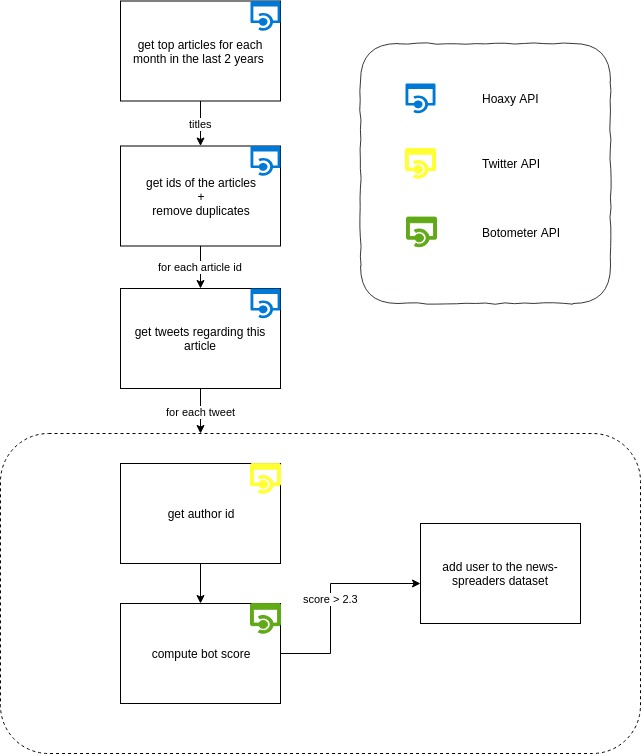 get top articles for each
month in the last 2 years
titles
get ids of the articles
+
remove duplicates
for each article id
get tweets regarding this
article
for each tweet
get author id
compute bot score
score > 2.3
add user to the news-
spreaders dataset
Hoaxy API
Twitter API
Botometer API